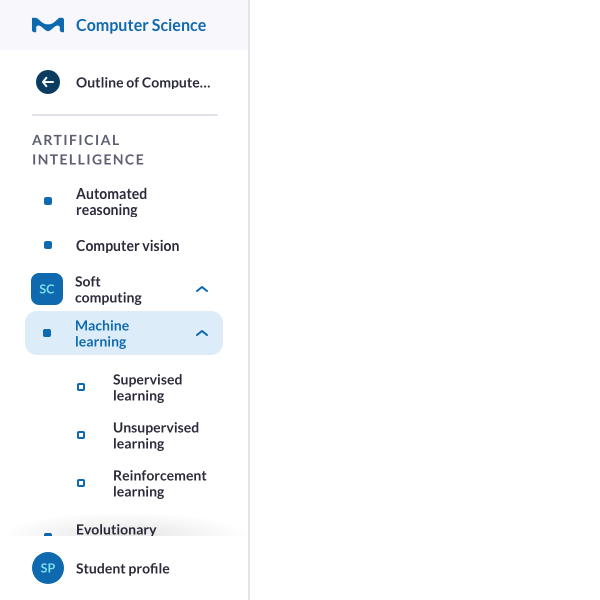 Computer Science
Outline of Compute...
ARTIFICIAL
INTELLIGENCE
Automated
reasoning
Computer vision
SC
Soft
computing
Machine
learning
Supervised
learning
Unsupervised
learning
Reinforcement
learning
Evolutionary
SP
Student profile